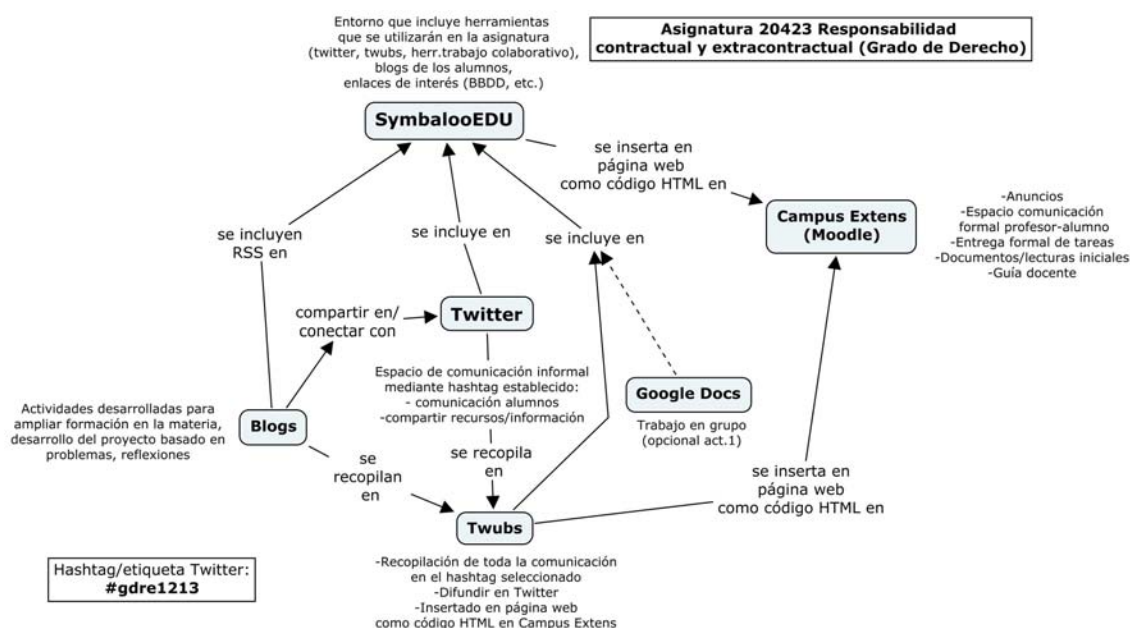 Entorno que incluye herramientas
que se utilizarán en la asignatura
(twitter, twubs, herr.trabajo colaborativo),
blogs de los alumnos,
enlaces de interés (BBDD, etc.)
Asignatura 20423 Responsabilidad
contractual y extracontractual (Grado de Derecho)
SymbalooEDU
se inserta en
página web
como código HTML en
Campus Extens
(Moodle)
-Anuncios
-Espacio comunicación
formal profesor-alumno
-Entrega formal de tareas
-Documentos/lecturas iniciales
-Guía docente
se incluyen
RSS en
se incluye en
se incluye en
compartir en/
conectar con
Twitter
Espacio de comunicación informal
mediante hashtag establecido:
- comunicación alumnos
-compartir recursos/información
Google Docs
Trabajo en grupo
(opcional act.1)
Actividades desarrolladas para
ampliar formación en la materia,
desarrollo del proyecto basado en
problemas, reflexiones
Blogs
se
recopilan
en
se recopila
en
se inserta en
página web
como código HTML en
Twubs
-Recopilación de toda la comunicación
en el hashtag seleccionado
-Difundir en Twitter
-Insertado en página web
como código HTML en Campus Extens
Hashtag/etiqueta Twitter:
#gdre1213